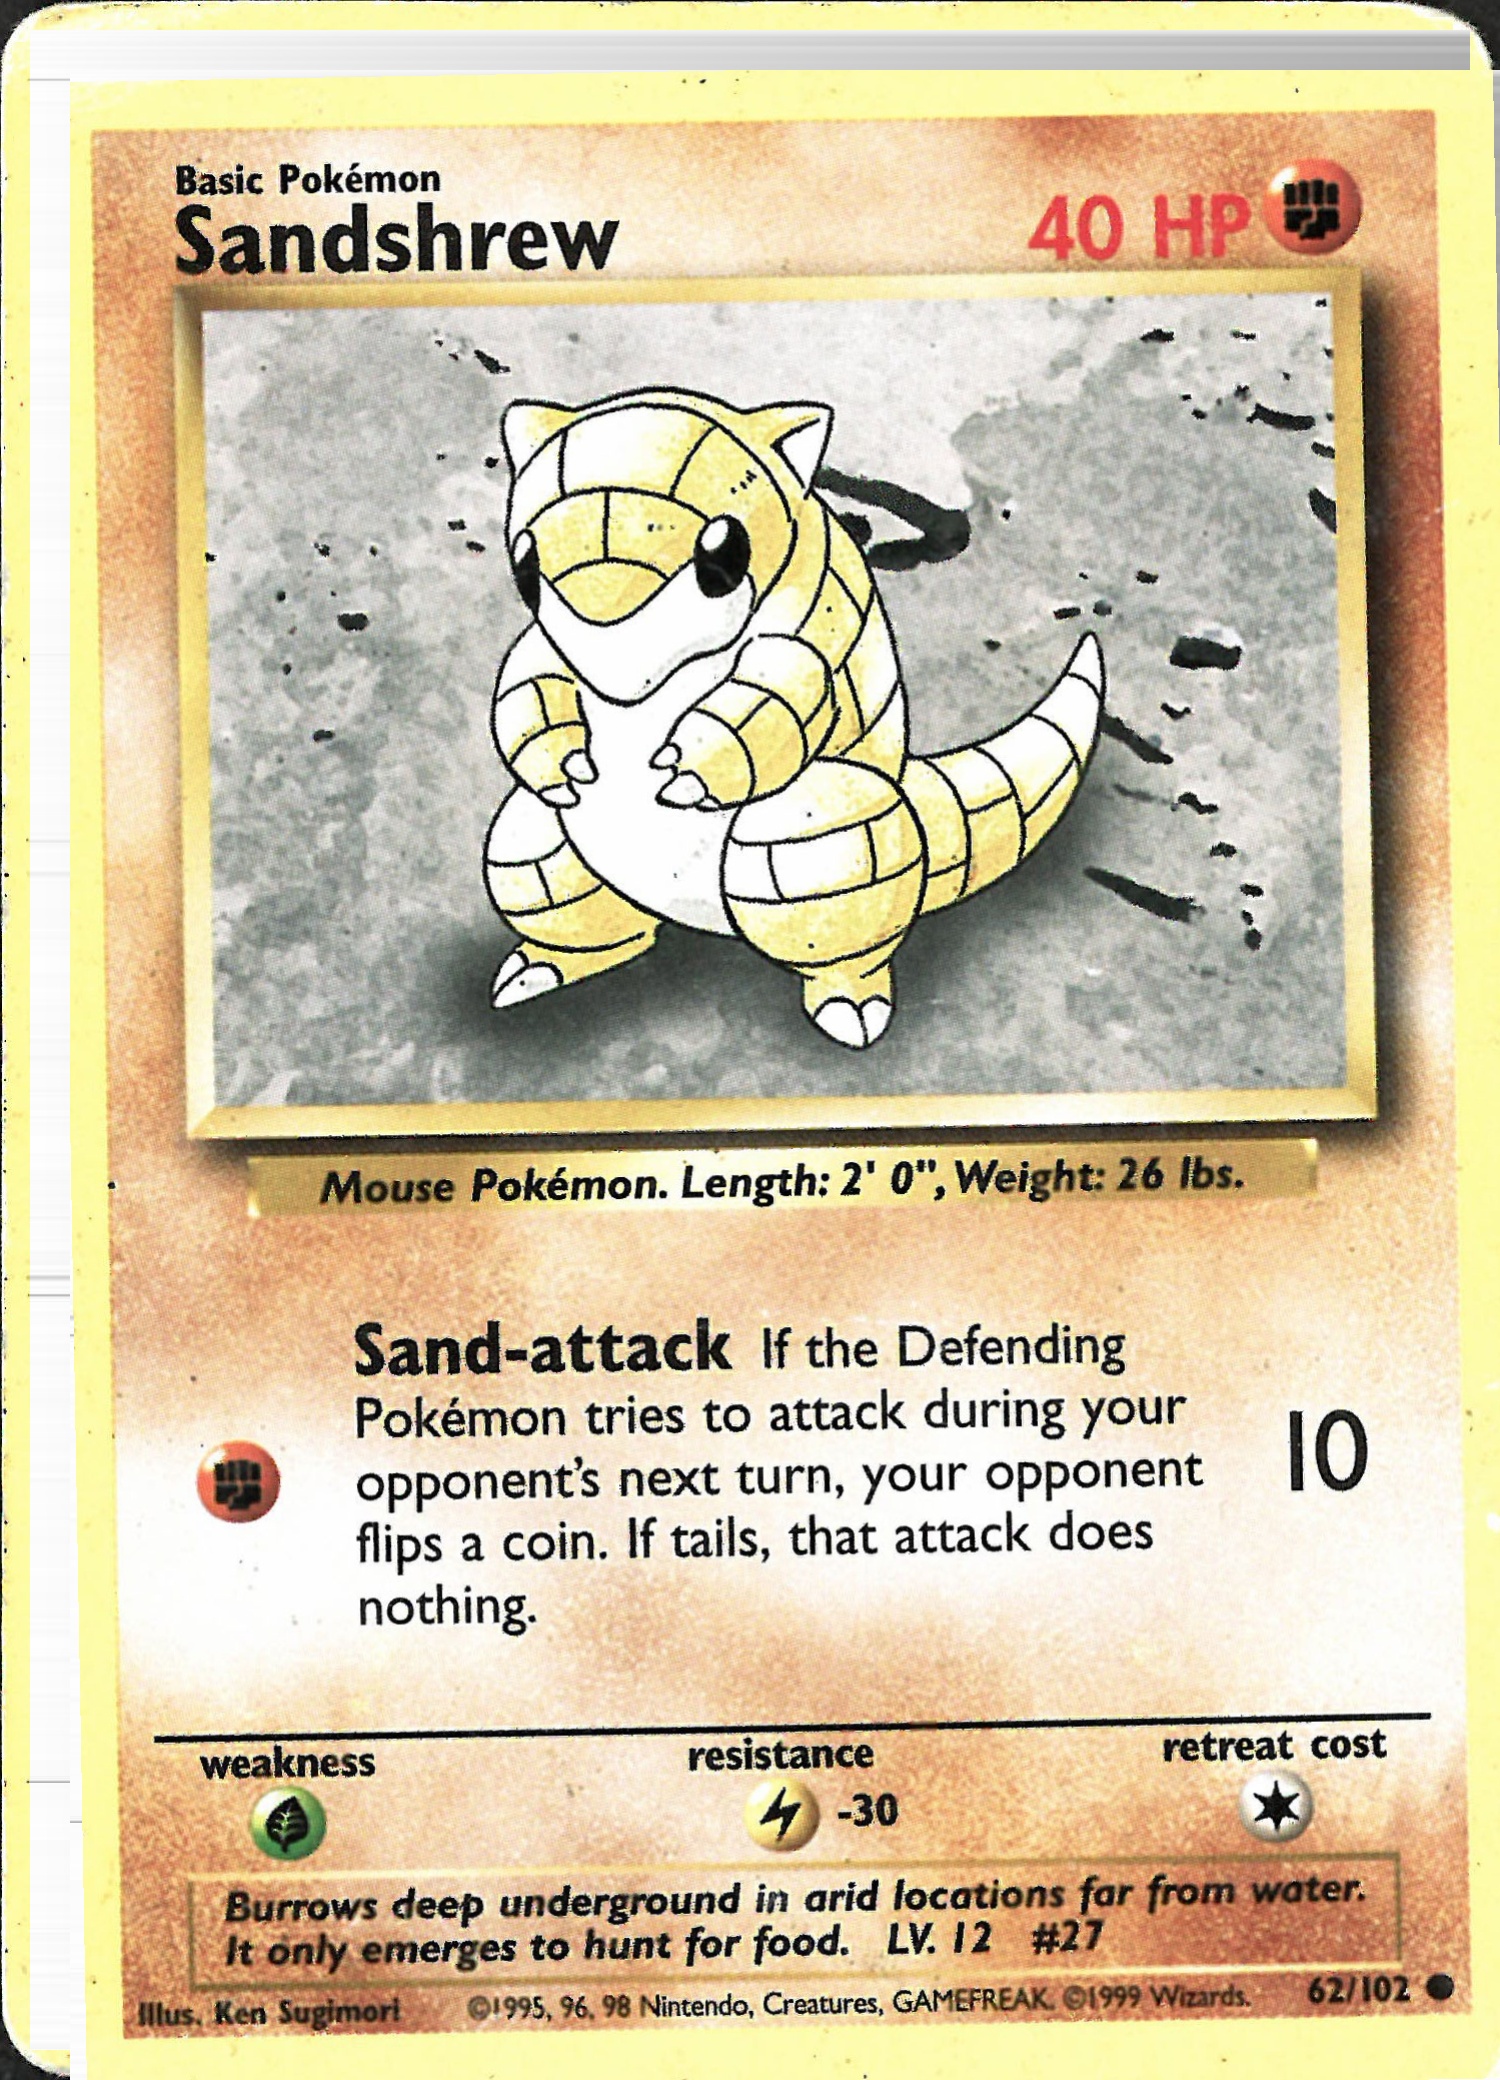 Basic Pokémon
Sandshrew
40 HP
Mouse Pokémon. Length: 2' 0", Weight: 26 lbs.
Sand-attack If the Defending
Pokémon tries to attack during your
opponent's next turn, your opponent
flips a coin. If tails, that attack does
nothing.
10
weakness
resistance
retreat cost
-30
Burrows deep underground in arid locations far from water.
It only emerges to hunt for food. LV. 12 #27
Illus. Ken Sugimori ©1995, 96, 98 Nintendo, Creatures, GAMEFREAK. ©1999 Wizards. 62/102